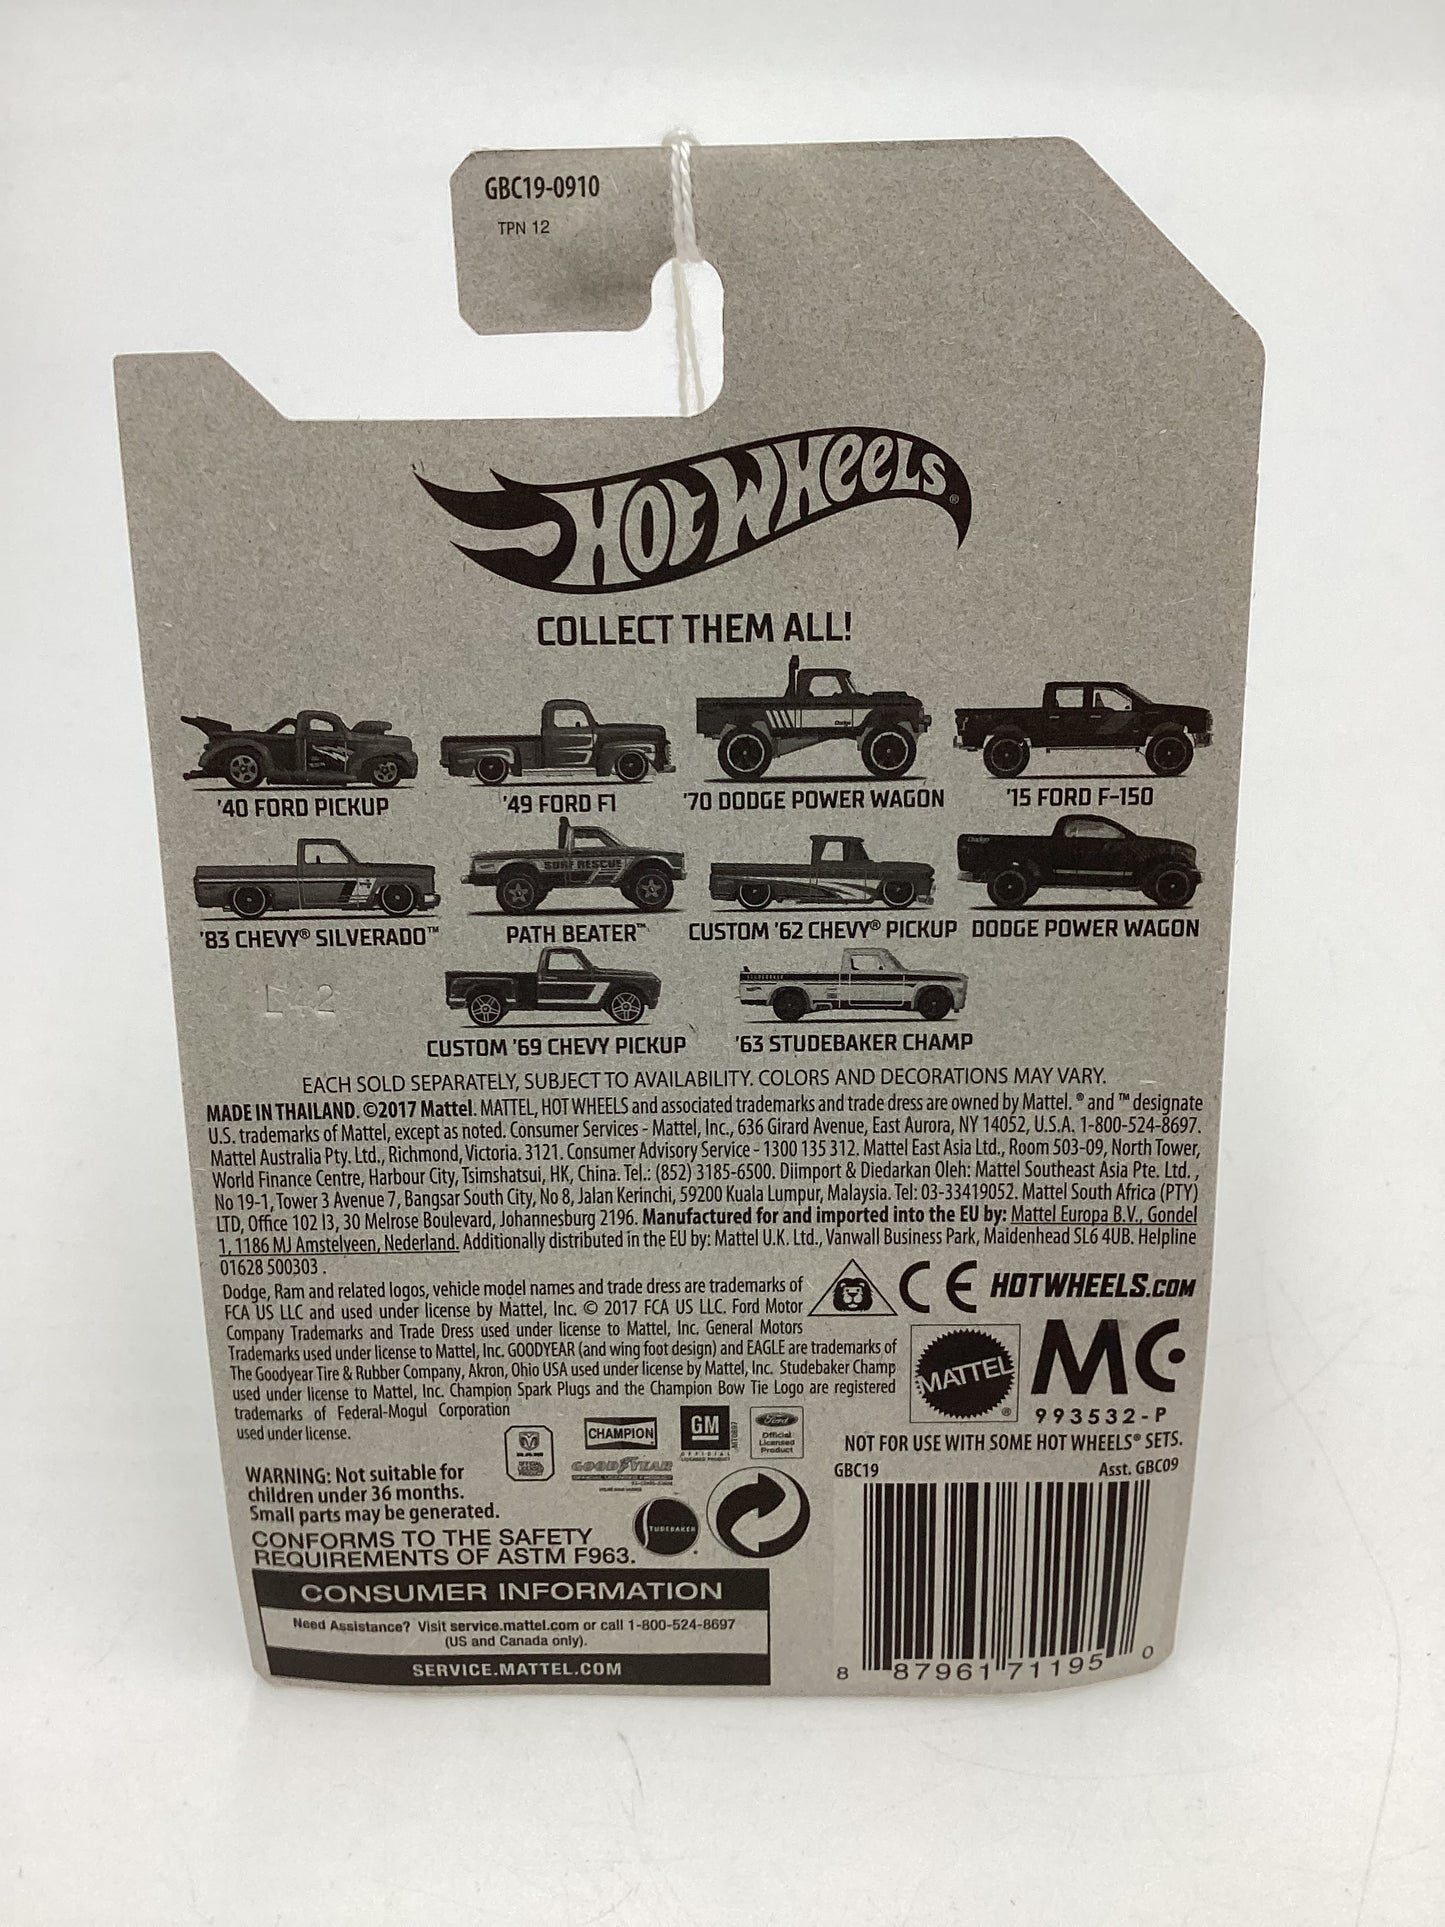 GBC19-0910
TPN 12
HOT WHEELS®
COLLECT THEM ALL!
'40 FORD PICKUP
'49 FORD F1
'70 DODGE POWER WAGON
'15 FORD F-150
Dodge
SURF RESCUE
Dodge
'83 CHEVY® SILVERADO™
PATH BEATER™
CUSTOM '62 CHEVY® PICKUP
DODGE POWER WAGON
STUDEBAKER
L42
CUSTOM '69 CHEVY PICKUP
'63 STUDEBAKER CHAMP
EACH SOLD SEPARATELY, SUBJECT TO AVAILABILITY. COLORS AND DECORATIONS MAY VARY.
MADE IN THAILAND. ©2017 Mattel. MATTEL, HOT WHEELS and associated trademarks and trade dress are owned by Mattel. ® and ™ designate
U.S. trademarks of Mattel, except as noted. Consumer Services - Mattel, Inc., 636 Girard Avenue, East Aurora, NY 14052, U.S.A. 1-800-524-8697.
Mattel Australia Pty. Ltd., Richmond, Victoria. 3121. Consumer Advisory Service - 1300 135 312. Mattel East Asia Ltd., Room 503-09, North Tower,
World Finance Centre, Harbour City, Tsimshatsui, HK, China. Tel.: (852) 3185-6500. Diimport & Diedarkan Oleh: Mattel Southeast Asia Pte. Ltd. ,
No 19-1, Tower 3 Avenue 7, Bangsar South City, No 8, Jalan Kerinchi, 59200 Kuala Lumpur, Malaysia. Tel: 03-33419052. Mattel South Africa (PTY)
LTD, Office 102 I3, 30 Melrose Boulevard, Johannesburg 2196. Manufactured for and imported into the EU by: Mattel Europa B.V., Gondel
1, 1186 MJ Amstelveen, Nederland. Additionally distributed in the EU by: Mattel U.K. Ltd., Vanwall Business Park, Maidenhead SL6 4UB. Helpline
01628 500303 .
Dodge, Ram and related logos, vehicle model names and trade dress are trademarks of
FCA US LLC and used under license by Mattel, Inc. © 2017 FCA US LLC. Ford Motor
Company Trademarks and Trade Dress used under license to Mattel, Inc. General Motors
Trademarks used under license to Mattel, Inc. GOODYEAR (and wing foot design) and EAGLE are trademarks of
The Goodyear Tire & Rubber Company, Akron, Ohio USA used under license by Mattel, Inc. Studebaker Champ
used under license to Mattel, Inc. Champion Spark Plugs and the Champion Bow Tie Logo are registered
trademarks of Federal-Mogul Corporation
used under license.
CE HOTWHEELS.COM
MATTEL®
MC
993532-P
RAM
CHAMPION
GOODYEAR
GM
OFFICIAL LICENSED PRODUCT
Ford
Official
Licensed
Product
NOT FOR USE WITH SOME HOT WHEELS® SETS.
GBC19
Asst. GBC09
WARNING: Not suitable for
children under 36 months.
Small parts may be generated.
CONFORMS TO THE SAFETY
REQUIREMENTS OF ASTM F963.
STUDEBAKER
CONSUMER INFORMATION
Need Assistance? Visit service.mattel.com or call 1-800-524-8697
(US and Canada only).
SERVICE.MATTEL.COM
8 87961 71195 0